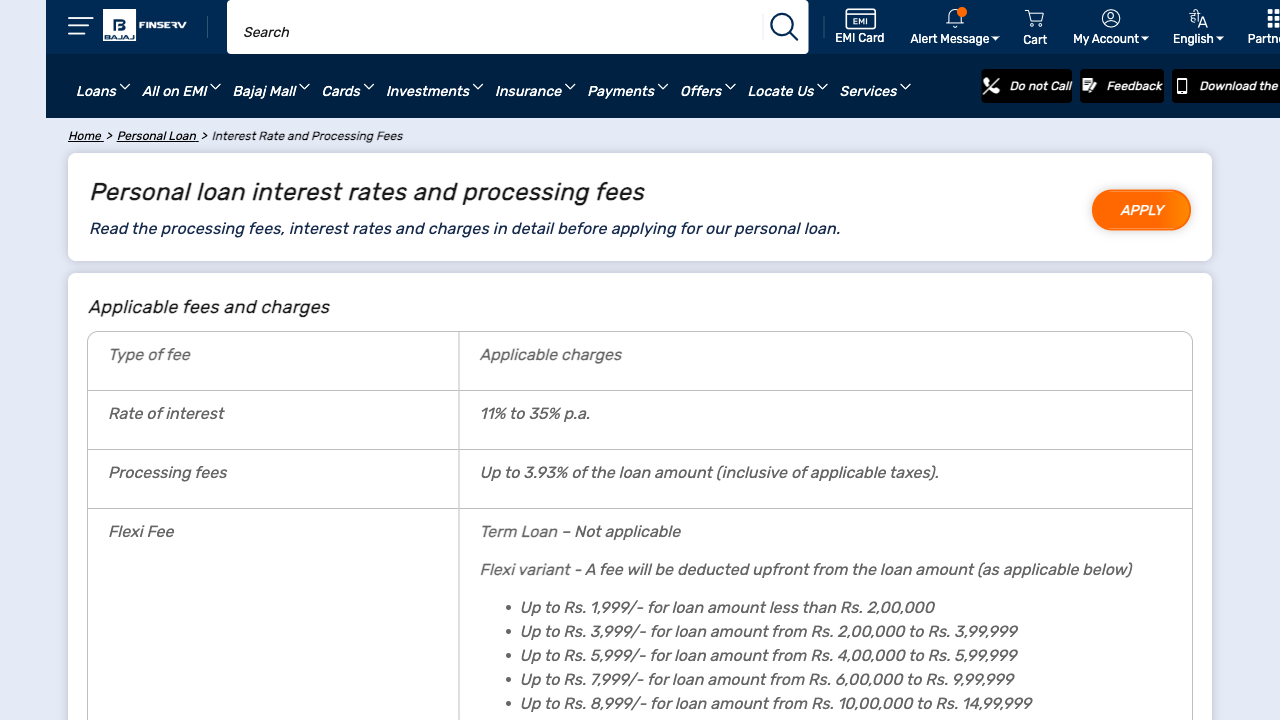 BAJAJ FINSERV
Search
EMI
EMI Card
Alert Message
Cart
My Account
English
Loans
All on EMI
Bajaj Mall
Cards
Investments
Insurance
Payments
Offers
Locate Us
Services
Do not Call
Feedback
Download the
Home > Personal Loan > Interest Rate and Processing Fees
Personal loan interest rates and processing fees
Read the processing fees, interest rates and charges in detail before applying for our personal loan.
APPLY
Applicable fees and charges
Type of fee
Applicable charges
Rate of interest
11% to 35% p.a.
Processing fees
Up to 3.93% of the loan amount (inclusive of applicable taxes).
Flexi Fee
Term Loan – Not applicable
Flexi variant - A fee will be deducted upfront from the loan amount (as applicable below)
• Up to Rs. 1,999/- for loan amount less than Rs. 2,00,000
• Up to Rs. 3,999/- for loan amount from Rs. 2,00,000 to Rs. 3,99,999
• Up to Rs. 5,999/- for loan amount from Rs. 4,00,000 to Rs. 5,99,999
• Up to Rs. 7,999/- for loan amount from Rs. 6,00,000 to Rs. 9,99,999
• Up to Rs. 8,999/- for loan amount from Rs. 10,00,000 to Rs. 14,99,999